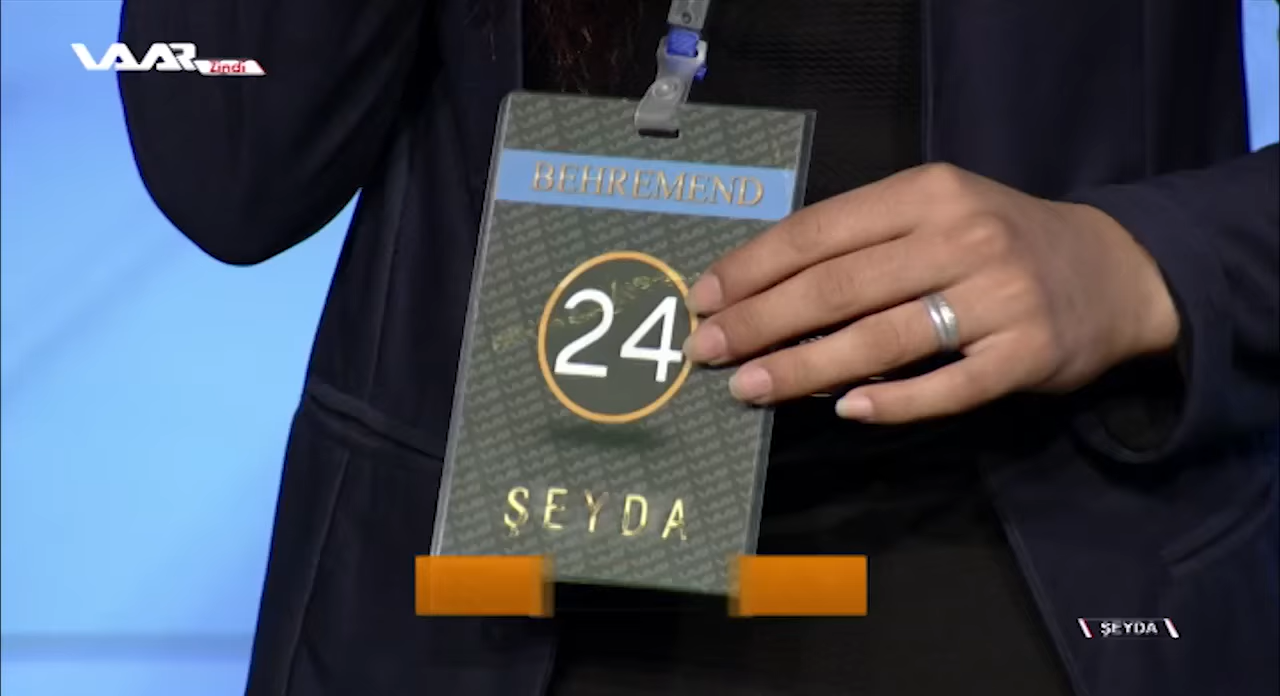 VAAR
Zindî
BEHREMEND
24
ŞEYDA
ŞEYDA